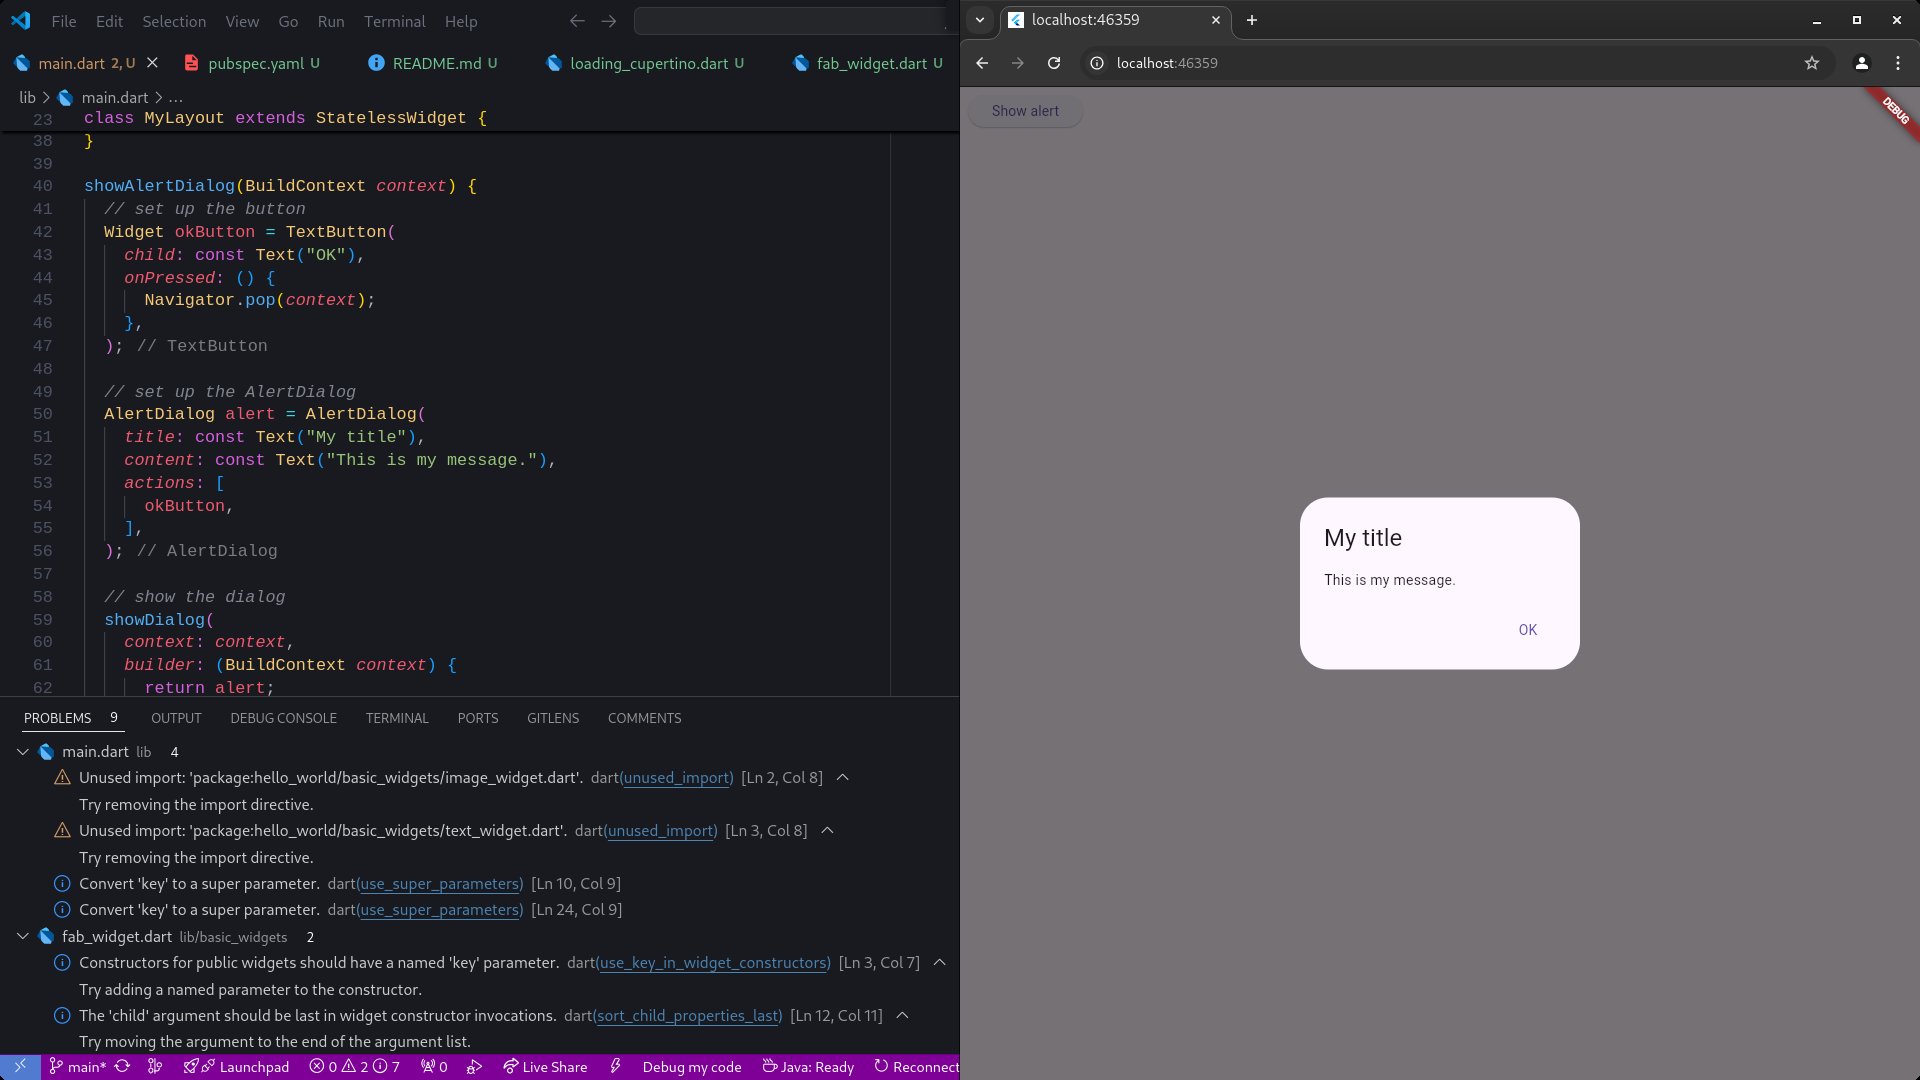 File Edit Selection View Go Run Terminal Help
main.dart 2, U pubspec.yaml U README.md U loading_cupertino.dart U fab_widget.dart U
lib > main.dart > ...
23 class MyLayout extends StatelessWidget {
38 }
39
40 showAlertDialog(BuildContext context) {
41 // set up the button
42 Widget okButton = TextButton(
43 child: const Text("OK"),
44 onPressed: () {
45 Navigator.pop(context);
46 },
47 ); // TextButton
48
49 // set up the AlertDialog
50 AlertDialog alert = AlertDialog(
51 title: const Text("My title"),
52 content: const Text("This is my message."),
53 actions: [
54 okButton,
55 ],
56 ); // AlertDialog
57
58 // show the dialog
59 showDialog(
60 context: context,
61 builder: (BuildContext context) {
62 return alert;
PROBLEMS 9 OUTPUT DEBUG CONSOLE TERMINAL PORTS GITLENS COMMENTS
main.dart lib 4
Unused import: 'package:hello_world/basic_widgets/image_widget.dart'. dart(unused_import) [Ln 2, Col 8]
Try removing the import directive.
Unused import: 'package:hello_world/basic_widgets/text_widget.dart'. dart(unused_import) [Ln 3, Col 8]
Try removing the import directive.
Convert 'key' to a super parameter. dart(use_super_parameters) [Ln 10, Col 9]
Convert 'key' to a super parameter. dart(use_super_parameters) [Ln 24, Col 9]
fab_widget.dart lib/basic_widgets 2
Constructors for public widgets should have a named 'key' parameter. dart(use_key_in_widget_constructors) [Ln 3, Col 7]
Try adding a named parameter to the constructor.
The 'child' argument should be last in widget constructor invocations. dart(sort_child_properties_last) [Ln 12, Col 11]
Try moving the argument to the end of the argument list.
main* Launchpad 0 2 7 0 Live Share Debug my code Java: Ready Reconnect
localhost:46359
localhost:46359
Show alert
DEBUG
My title
This is my message.
OK